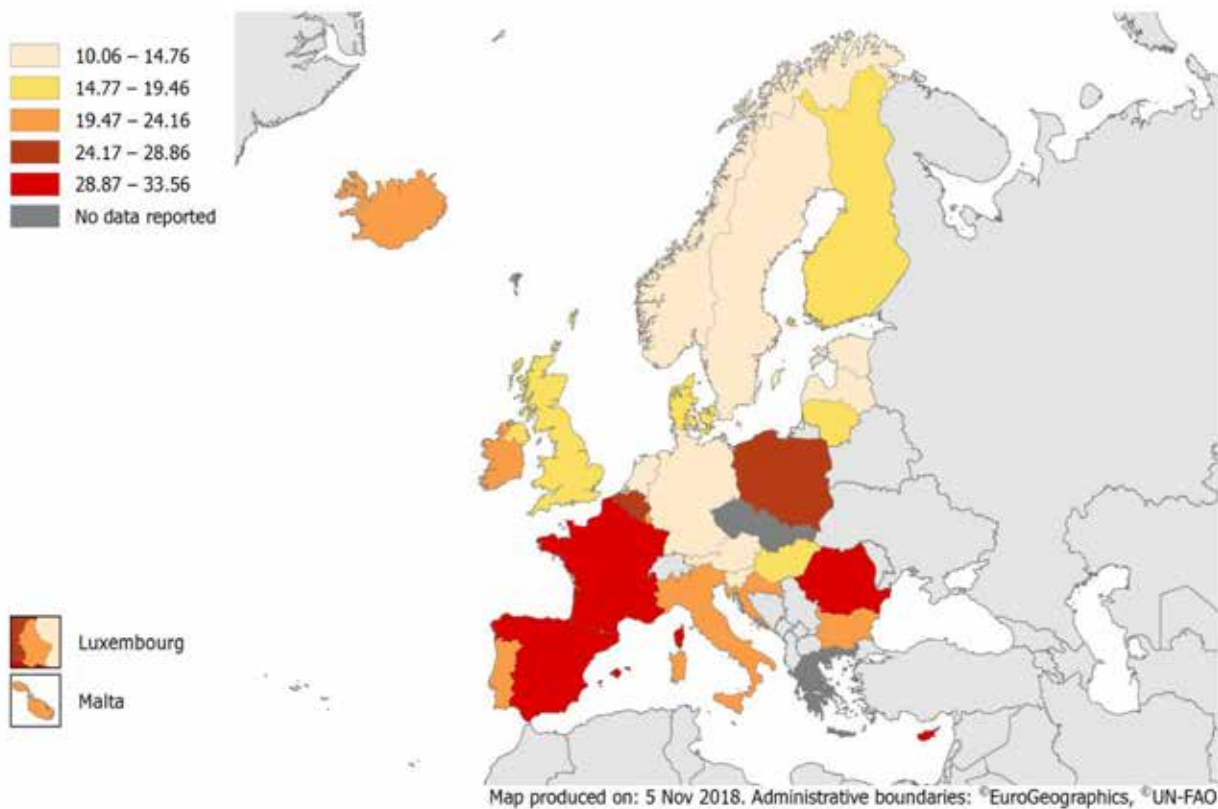 10.06 – 14.76
14.77 – 19.46
19.47 – 24.16
24.17 – 28.86
28.87 – 33.56
No data reported
Luxembourg
Malta
Map produced on: 5 Nov 2018. Administrative boundaries: ©EuroGeographics, ©UN-FAO